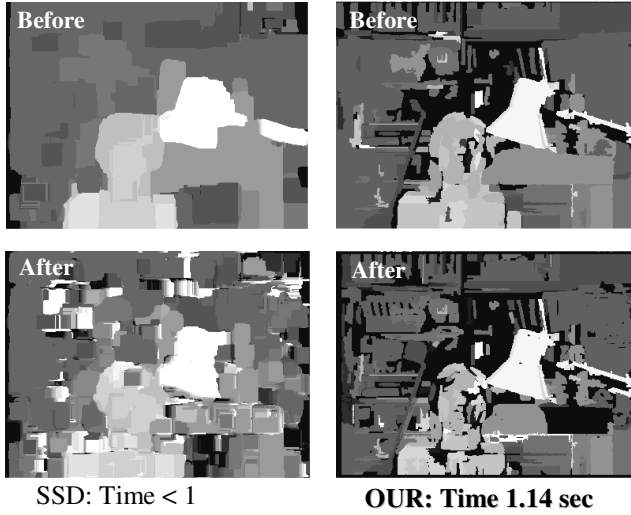 Before
Before
After
After
SSD: Time < 1
OUR: Time 1.14 sec